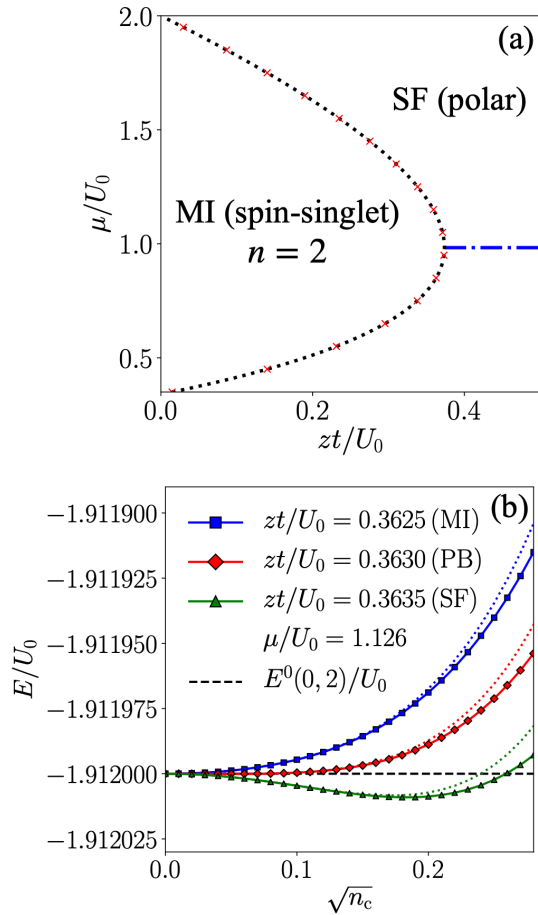 (a)
2.0
1.5
1.0
0.5
μ/U₀
SF (polar)
MI (spin-singlet)
n = 2
0.0 0.2 0.4
zt/U₀
(b)
−1.911900
−1.911925
−1.911950
−1.911975
−1.912000
−1.912025
E/U₀
zt/U₀ = 0.3625 (MI)
zt/U₀ = 0.3630 (PB)
zt/U₀ = 0.3635 (SF)
μ/U₀ = 1.126
E⁰(0, 2)/U₀
0.0 0.1 0.2
√n_c